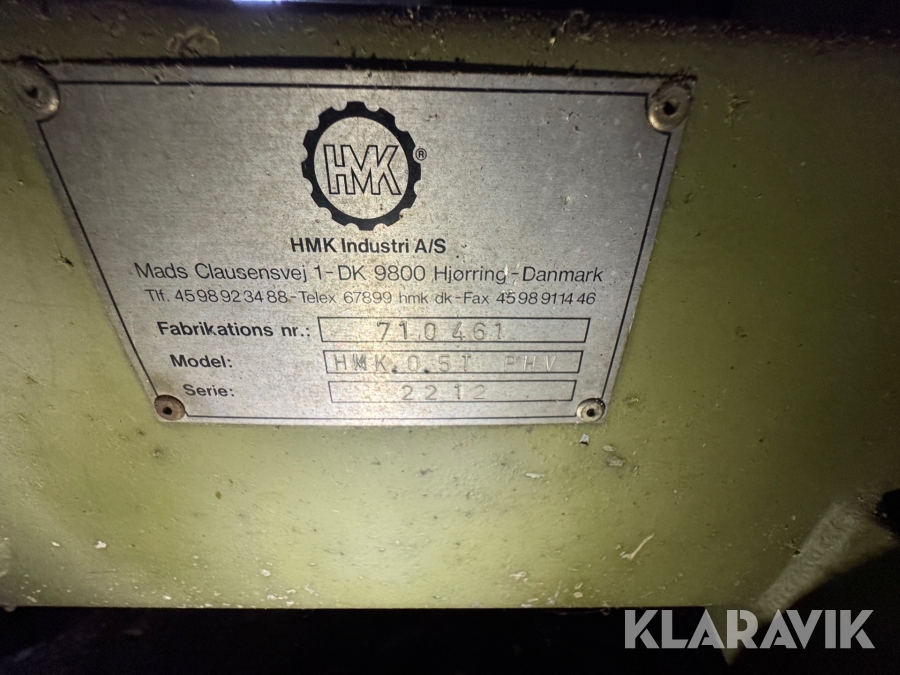 HMK ®
HMK Industri A/S
Mads Clausensvej 1-DK 9800 Hjørring-Danmark
Tlf. 45 98 92 34 88-Telex 67899 hmk dk-Fax 45 98 91 14 46
Fabrikations nr.: 710461
Model: HMK.0.5T PHV
Serie: 2212
KLARAVIK